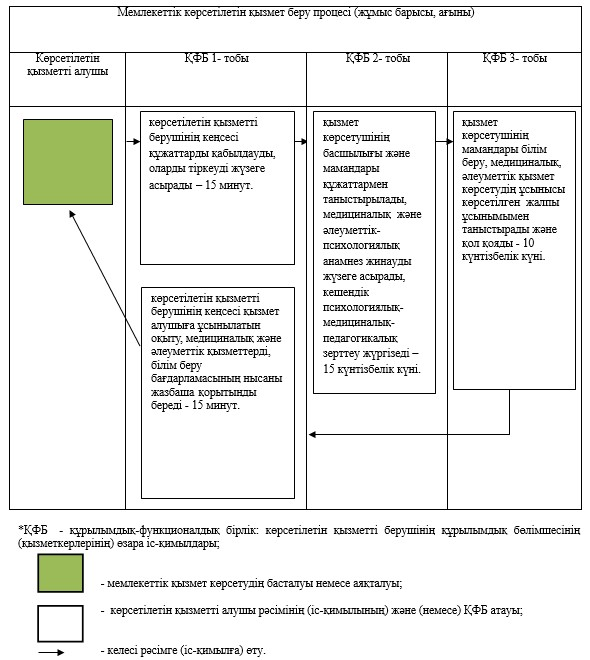 Мемлекеттік көрсетілетін қызмет беру процесі (жұмыс барысы, ағыны)
Көрсетілетін
қызметті алушы
ҚФБ 1- тобы
ҚФБ 2- тобы
ҚФБ 3- тобы
көрсетілетін қызметті
берушінің кеңсесі
құжаттарды қабылдауды,
оларды тіркеуді жүзеге
асырады – 15 минут.
қызмет
көрсетушінің
басшылығы және
мамандары
құжаттармен
таныстырылады,
медициналық және
әлеуметтік-
психологиялық
анамнез жинауды
жүзеге асырады,
кешендік
психологиялық-
медициналық-
педагогикалық
зерттеу жүргізеді –
15 күнтізбелік күні.
қызмет
көрсетушінің
мамандары білім
беру, медициналық,
әлеуметтік қызмет
көрсетудің ұсынысы
көрсетілген жалпы
ұсынымымен
таныстырады және
қол қояды - 10
күнтізбелік күні.
көрсетілетін қызметті
берушінің кеңсесі қызмет
алушыға ұсынылатын
оқыту, медициналық және
әлеуметтік қызметтерді,
білім беру
бағдарламасының нысаны
жазбаша қорытынды
береді - 15 минут.
*ҚФБ - құрылымдық-функционалдық бірлік: көрсетілетін қызметті берушінің құрылымдық бөлімшесінің
(қызметкерлерінің) өзара іс-қимылдары;
- мемлекеттік қызмет көрсетудің басталуы немесе аяқталуы;
- көрсетілетін қызметті алушы рәсімінің (іс-қимылының) және (немесе) ҚФБ атауы;
- келесі рәсімге (іс-қимылға) өту.